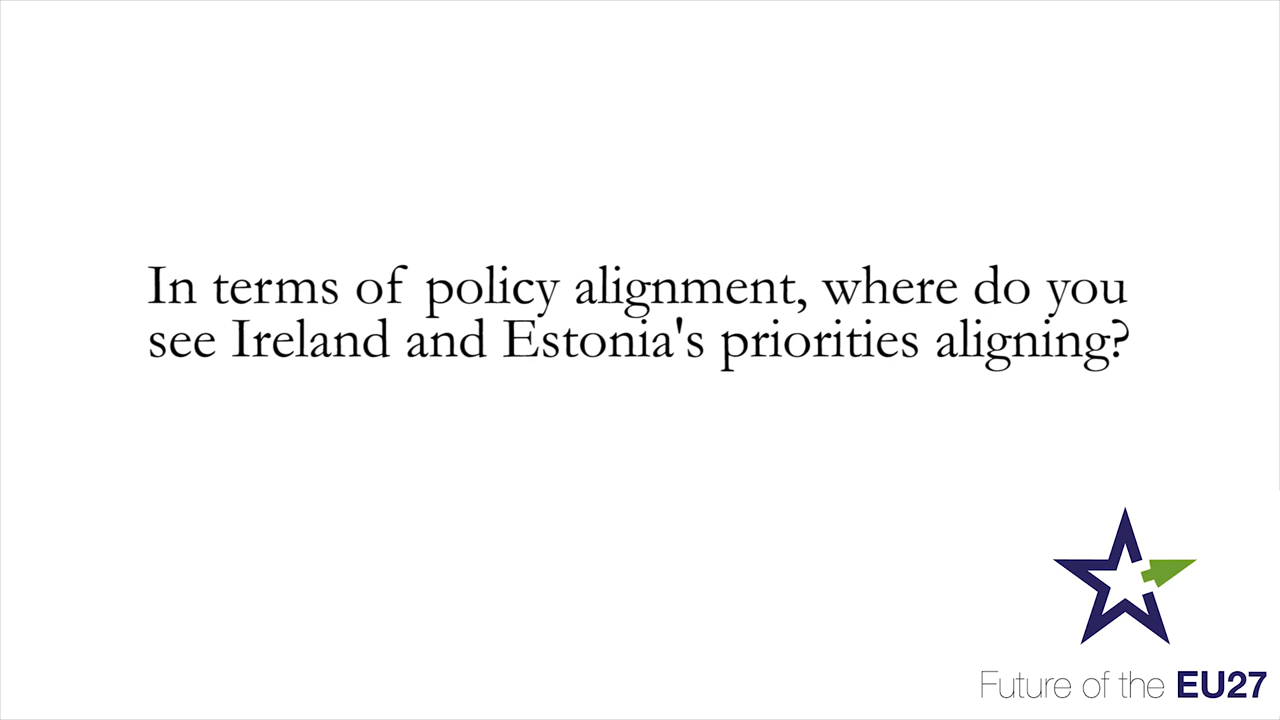 In terms of policy alignment, where do you
see Ireland and Estonia's priorities aligning?
Future of the EU27